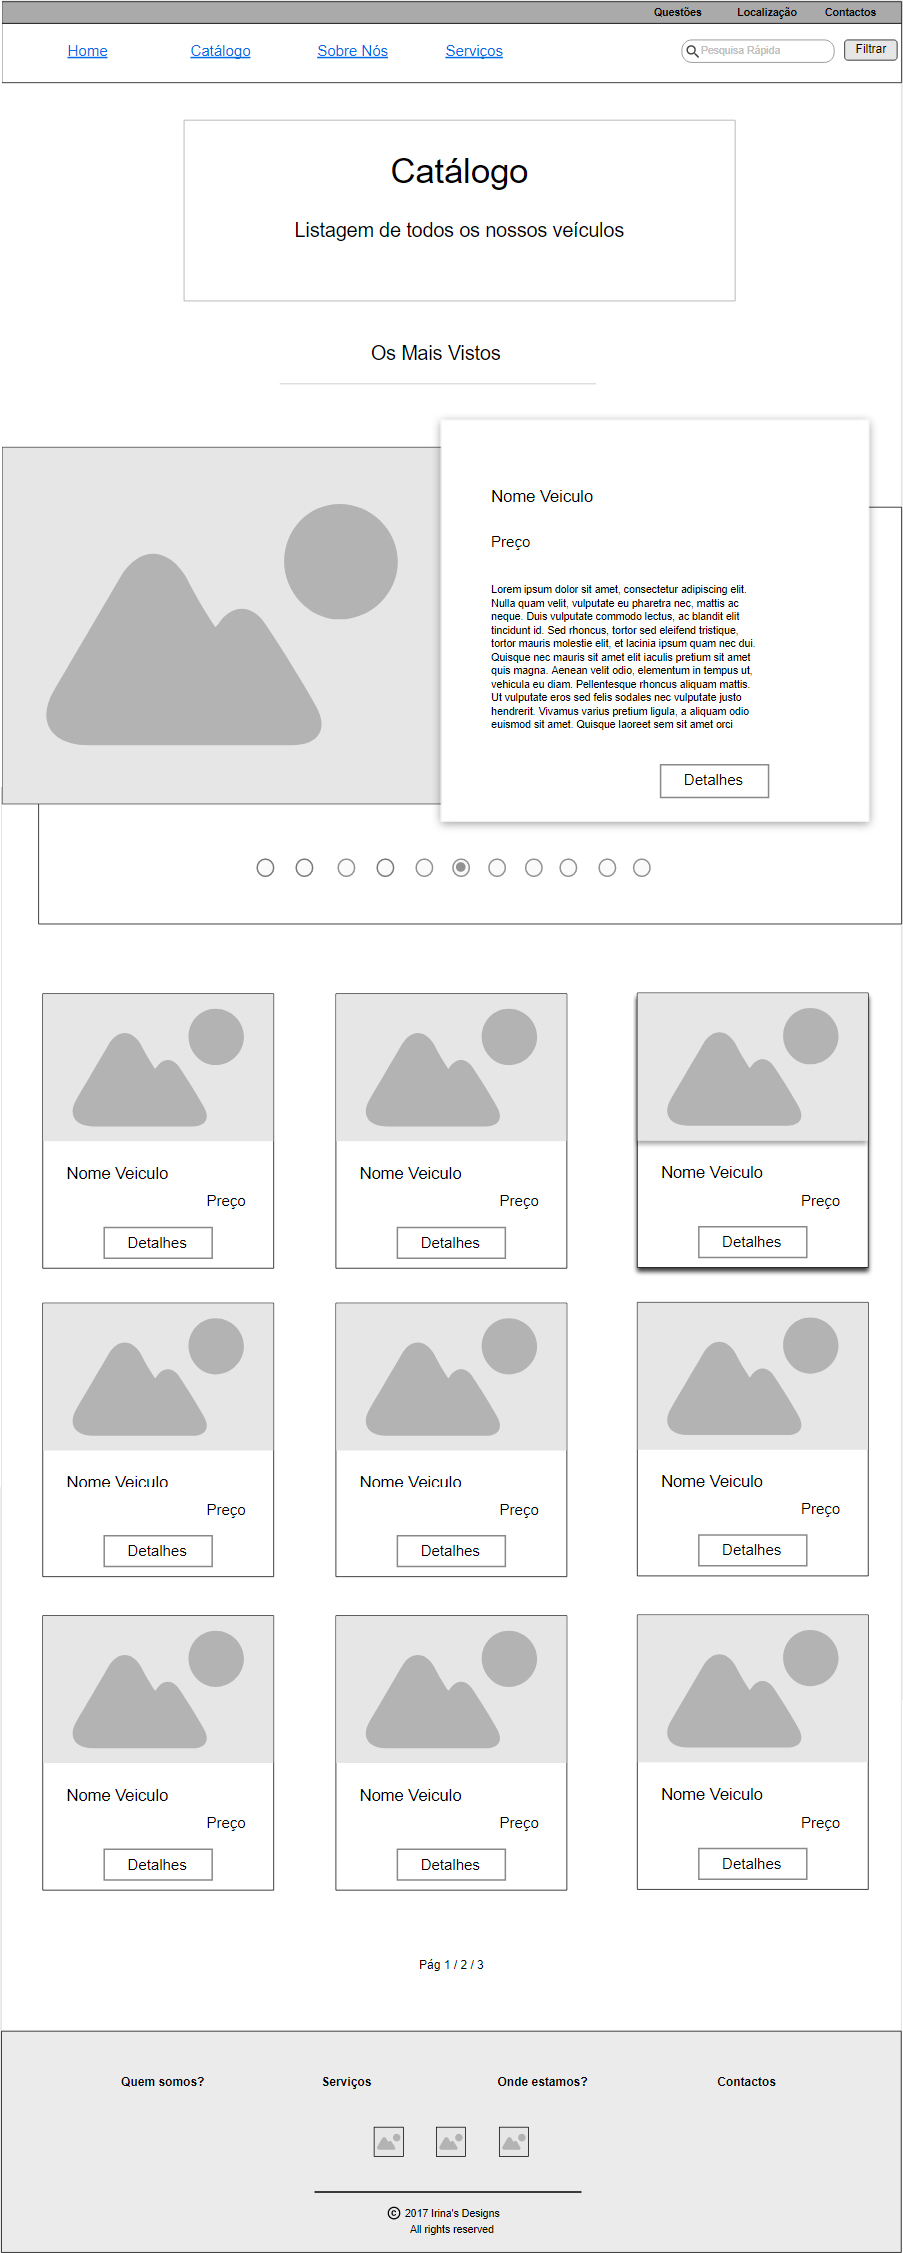 Questões Localização Contactos
Home Catálogo Sobre Nós Serviços Pesquisa Rápida Filtrar
Catálogo
Listagem de todos os nossos veículos
Os Mais Vistos
Nome Veiculo
Preço
Lorem ipsum dolor sit amet, consectetur adipiscing elit.
Nulla quam velit, vulputate eu pharetra nec, mattis ac
neque. Duis vulputate commodo lectus, ac blandit elit
tincidunt id. Sed rhoncus, tortor sed eleifend tristique,
tortor mauris molestie elit, et lacinia ipsum quam nec dui.
Quisque nec mauris sit amet elit iaculis pretium sit amet
quis magna. Aenean velit odio, elementum in tempus ut,
vehicula eu diam. Pellentesque rhoncus aliquam mattis.
Ut vulputate eros sed felis sodales nec vulputate justo
hendrerit. Vivamus varius pretium ligula, a aliquam odio
euismod sit amet. Quisque laoreet sem sit amet orci
Detalhes
Nome Veiculo Nome Veiculo Nome Veiculo
Preço Preço Preço
Detalhes Detalhes Detalhes
Nome Veiculo Nome Veiculo Nome Veiculo
Preço Preço Preço
Detalhes Detalhes Detalhes
Nome Veiculo Nome Veiculo Nome Veiculo
Preço Preço Preço
Detalhes Detalhes Detalhes
Pág 1 / 2 / 3
Quem somos? Serviços Onde estamos? Contactos
© 2017 Irina's Designs
All rights reserved